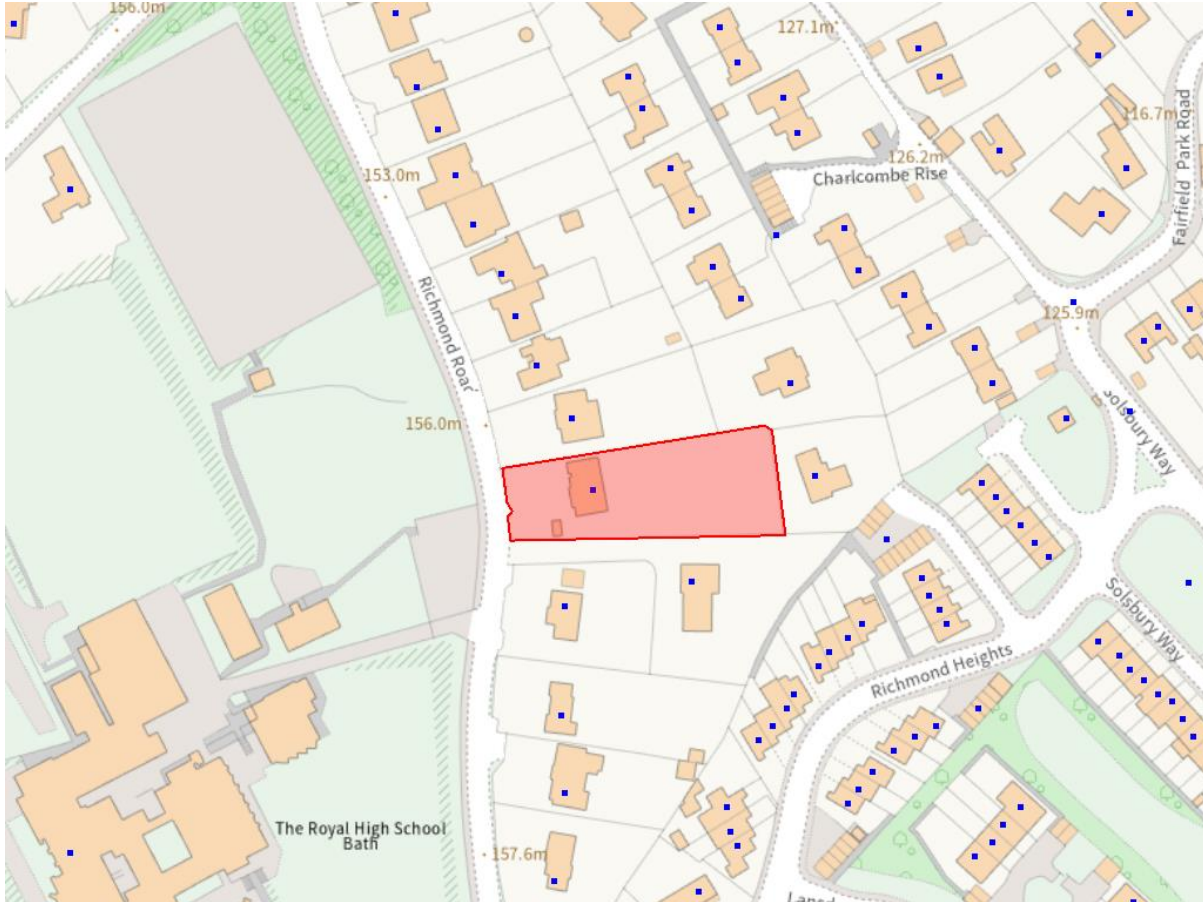 156.0m
127.1m
116.7m
126.2m
Charlcombe Rise
Fairfield Park Road
153.0m
Richmond Road
125.9m
Solsbury Way
156.0m
Solsbury Way
Richmond Heights
The Royal High School
Bath
157.6m